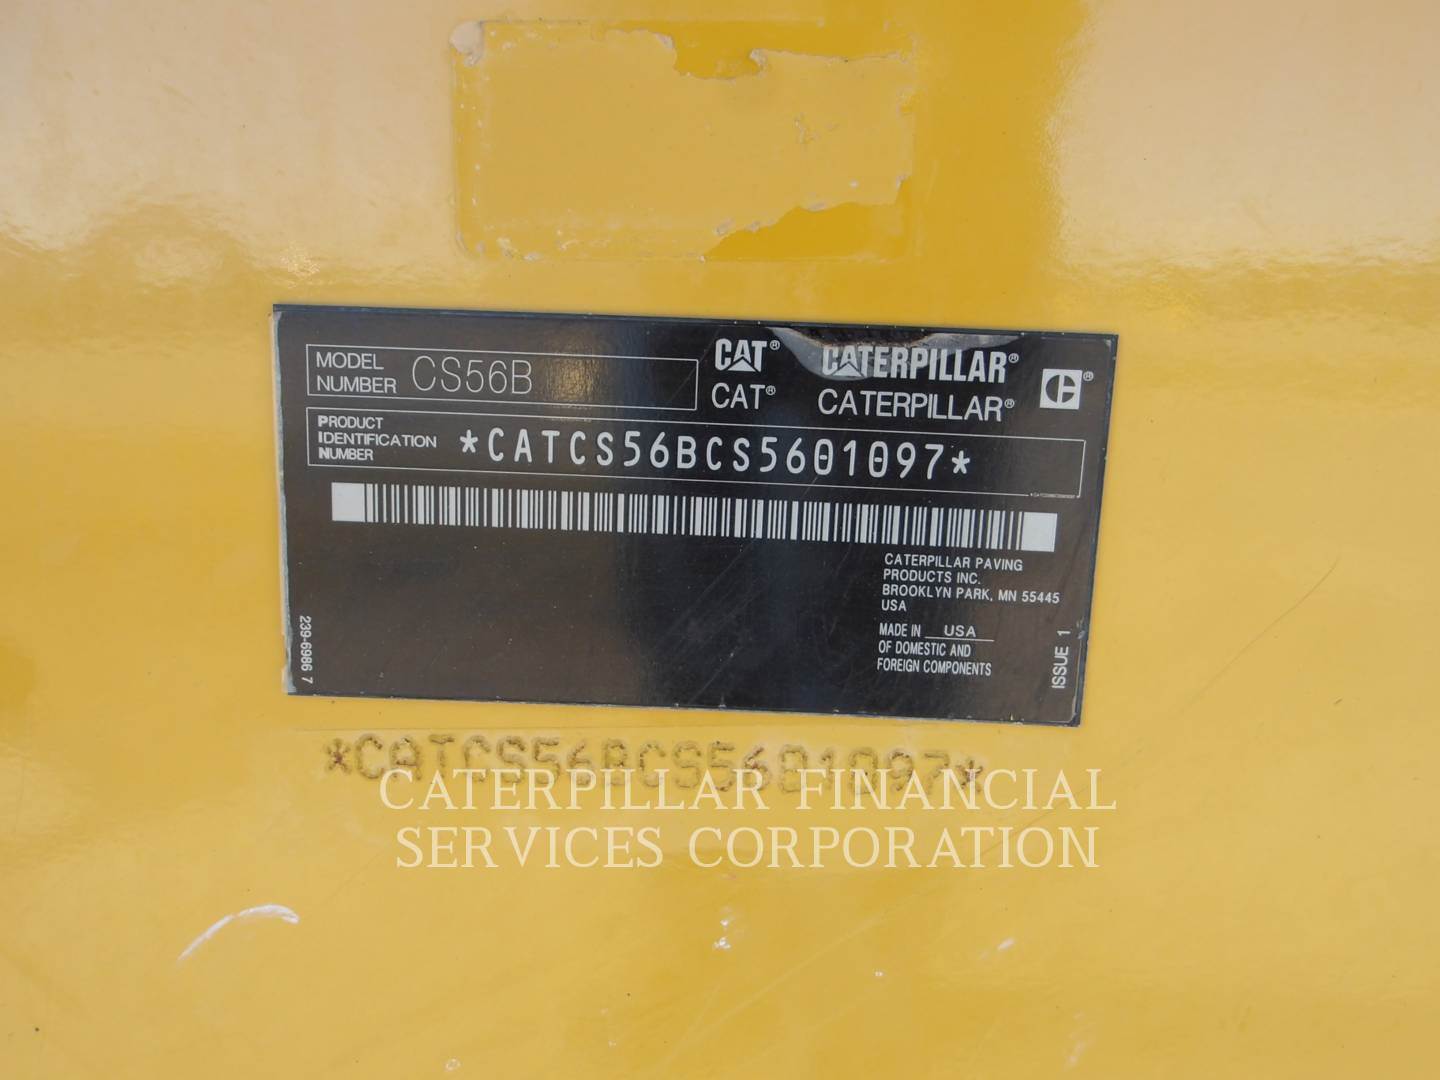 MODEL NUMBER CS56B
CAT® CATERPILLAR®
CAT® CATERPILLAR®
PRODUCT
IDENTIFICATION
NUMBER
*CATCS56BCS5601097*
CATERPILLAR PAVING
PRODUCTS INC.
BROOKLYN PARK, MN 55445
USA
MADE IN USA
OF DOMESTIC AND
FOREIGN COMPONENTS
239-6986 7
ISSUE 1
*CATCS56BCS5601097*
CATERPILLAR FINANCIAL
SERVICES CORPORATION